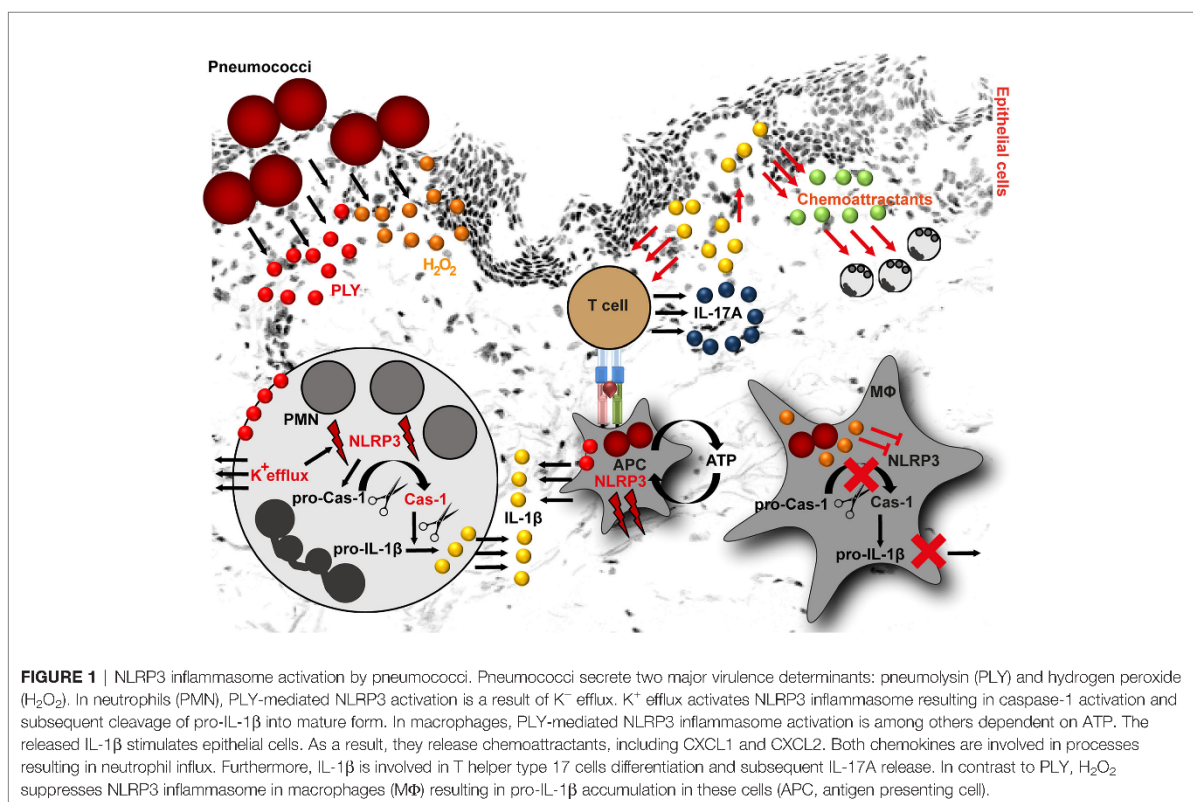 Pneumococci
Epithelial cells
Chemoattractants
H₂O₂
PLY
T cell
IL-17A
PMN
NLRP3
K⁺efflux
pro-Cas-1
Cas-1
pro-IL-1β
IL-1β
APC
NLRP3
ATP
MΦ
NLRP3
pro-Cas-1
Cas-1
pro-IL-1β
FIGURE 1 | NLRP3 inflammasome activation by pneumococci. Pneumococci secrete two major virulence determinants: pneumolysin (PLY) and hydrogen peroxide
(H₂O₂). In neutrophils (PMN), PLY-mediated NLRP3 activation is a result of K⁻ efflux. K⁺ efflux activates NLRP3 inflammasome resulting in caspase-1 activation and
subsequent cleavage of pro-IL-1β into mature form. In macrophages, PLY-mediated NLRP3 inflammasome activation is among others dependent on ATP. The
released IL-1β stimulates epithelial cells. As a result, they release chemoattractants, including CXCL1 and CXCL2. Both chemokines are involved in processes
resulting in neutrophil influx. Furthermore, IL-1β is involved in T helper type 17 cells differentiation and subsequent IL-17A release. In contrast to PLY, H₂O₂
suppresses NLRP3 inflammasome in macrophages (MΦ) resulting in pro-IL-1β accumulation in these cells (APC, antigen presenting cell).